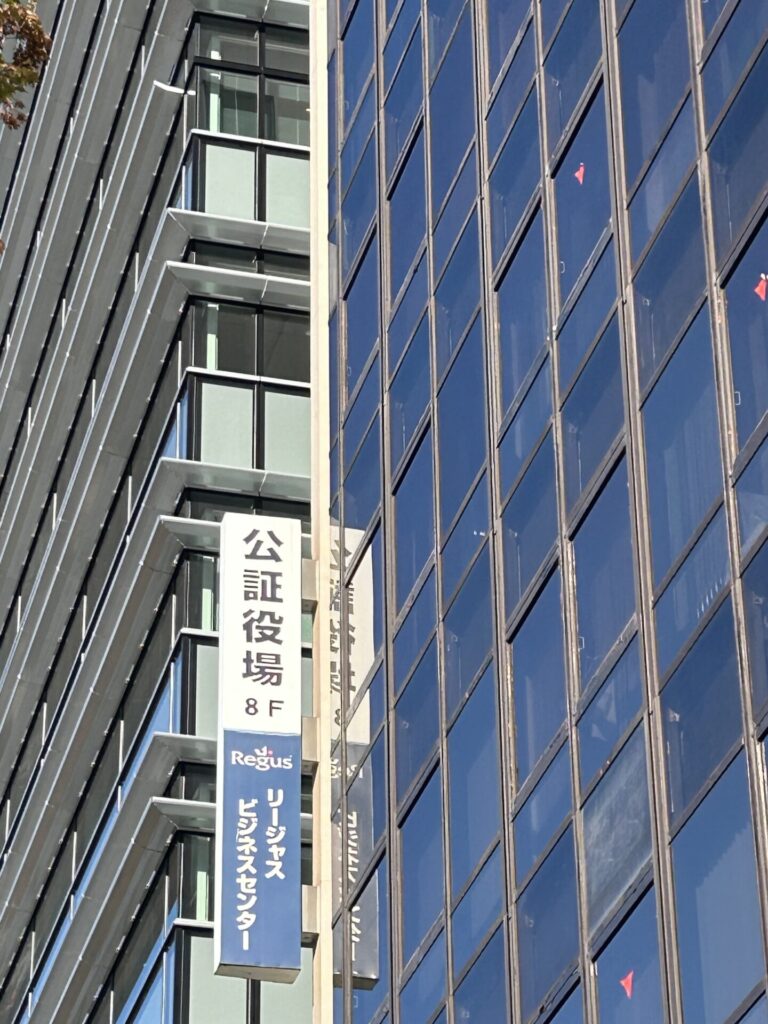 公証役場
8F
Regus
リージャス
ビジネスセンター